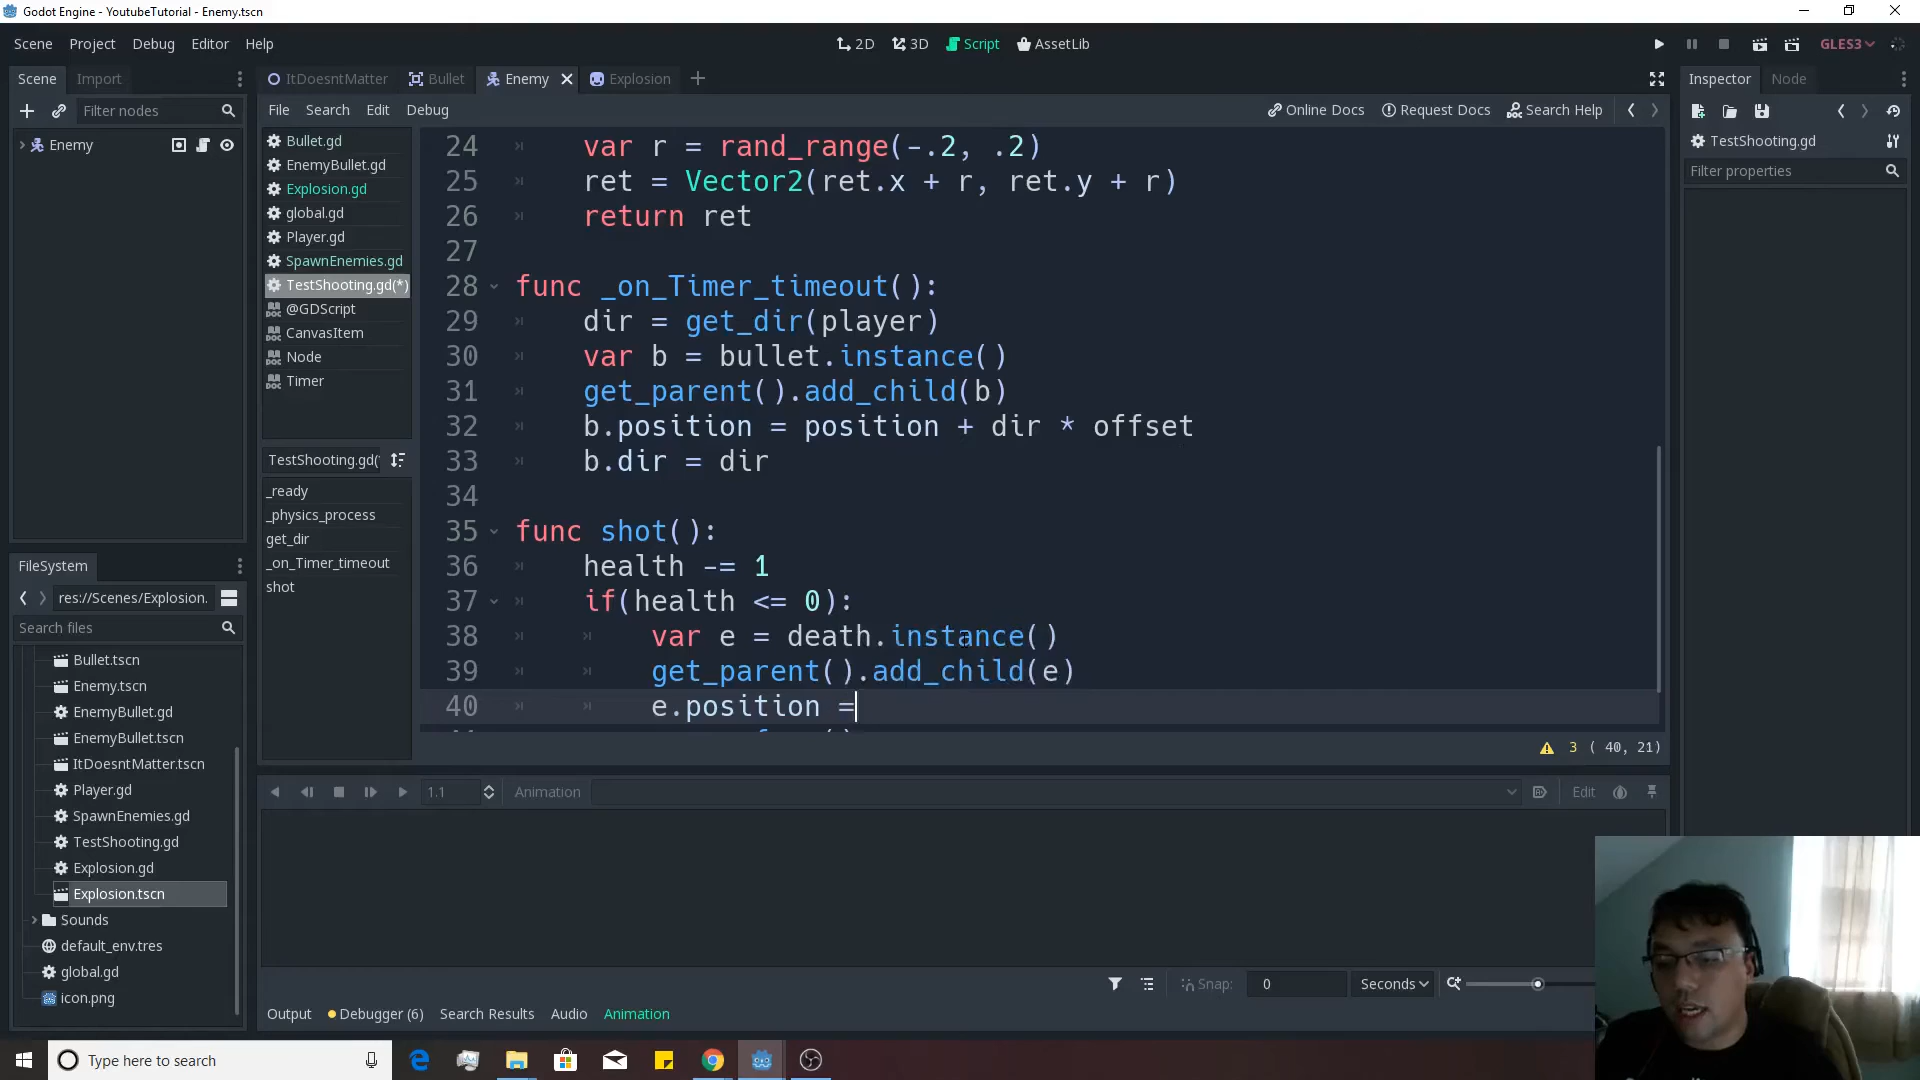 Godot Engine - YoutubeTutorial - Enemy.tscn
Scene Project Debug Editor Help
2D 3D Script AssetLib
GLES3
Scene Import
ItDoesntMatter Bullet Enemy Explosion
Inspector Node
Filter nodes
File Search Edit Debug
Online Docs Request Docs Search Help
Enemy
TestShooting.gd
Filter properties
Bullet.gd
EnemyBullet.gd
Explosion.gd
global.gd
Player.gd
SpawnEnemies.gd
TestShooting.gd(*)
@GDScript
CanvasItem
Node
Timer
TestShooting.gd(
_ready
_physics_process
get_dir
_on_Timer_timeout
shot
24 var r = rand_range(-.2, .2)
25 ret = Vector2(ret.x + r, ret.y + r)
26 return ret
27
28 func _on_Timer_timeout():
29 dir = get_dir(player)
30 var b = bullet.instance()
31 get_parent().add_child(b)
32 b.position = position + dir * offset
33 b.dir = dir
34
35 func shot():
36 health -= 1
37 if(health <= 0):
38 var e = death.instance()
39 get_parent().add_child(e)
40 e.position =
3 ( 40, 21)
FileSystem
res://Scenes/Explosion.
Search files
Bullet.tscn
Enemy.tscn
EnemyBullet.gd
EnemyBullet.tscn
ItDoesntMatter.tscn
Player.gd
SpawnEnemies.gd
TestShooting.gd
Explosion.gd
Explosion.tscn
Sounds
default_env.tres
global.gd
icon.png
1.1 Animation Edit
Snap: 0 Seconds
Output Debugger (6) Search Results Audio Animation
Type here to search